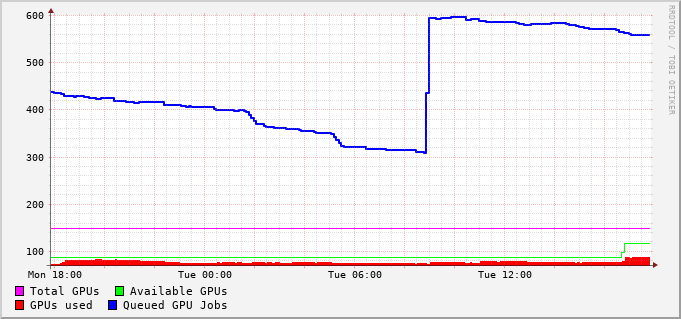 600
500
400
300
200
100
Mon 18:00 Tue 00:00 Tue 06:00 Tue 12:00
Total GPUs Available GPUs
GPUs used Queued GPU Jobs
RRDTOOL / TOBI OETIKER